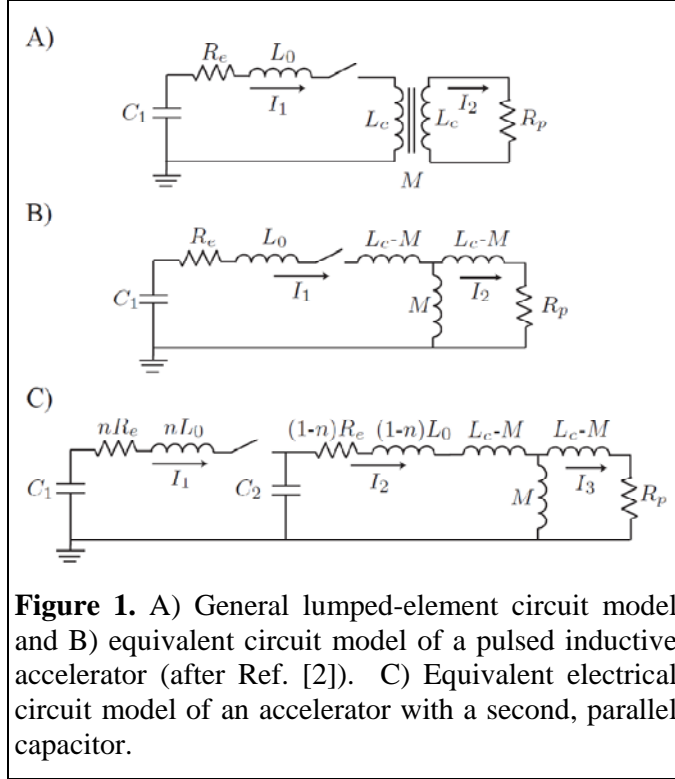 A)
R_e L_0
C_1 I_1 L_c L_c I_2 R_p
M
B)
R_e L_0 L_c-M L_c-M
C_1 I_1 M I_2 R_p
C)
nR_e nL_0 (1-n)R_e (1-n)L_0 L_c-M L_c-M
C_1 I_1 C_2 I_2 M I_3 R_p
Figure 1. A) General lumped-element circuit model
and B) equivalent circuit model of a pulsed inductive
accelerator (after Ref. [2]). C) Equivalent electrical
circuit model of an accelerator with a second, parallel
capacitor.